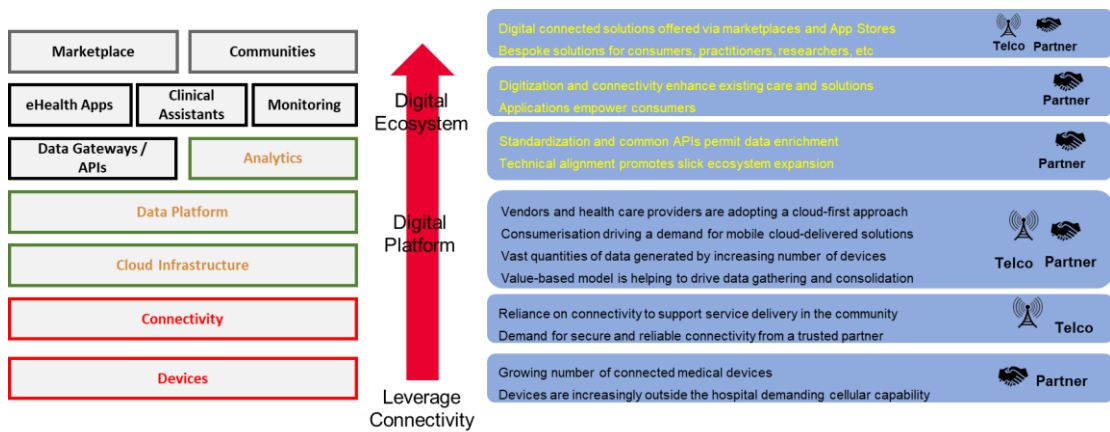 Marketplace
Communities
eHealth Apps
Clinical
Assistants
Monitoring
Data Gateways /
APIs
Analytics
Data Platform
Cloud Infrastructure
Connectivity
Devices
Digital
Ecosystem
Digital
Platform
Leverage
Connectivity
Digital connected solutions offered via marketplaces and App Stores
Bespoke solutions for consumers, practitioners, researchers, etc
Telco Partner
Digitization and connectivity enhance existing care and solutions
Applications empower consumers
Partner
Standardization and common APIs permit data enrichment
Technical alignment promotes slick ecosystem expansion
Partner
Vendors and health care providers are adopting a cloud-first approach
Consumerisation driving a demand for mobile cloud-delivered solutions
Vast quantities of data generated by increasing number of devices
Value-based model is helping to drive data gathering and consolidation
Telco Partner
Reliance on connectivity to support service delivery in the community
Demand for secure and reliable connectivity from a trusted partner
Telco
Growing number of connected medical devices
Devices are increasingly outside the hospital demanding cellular capability
Partner